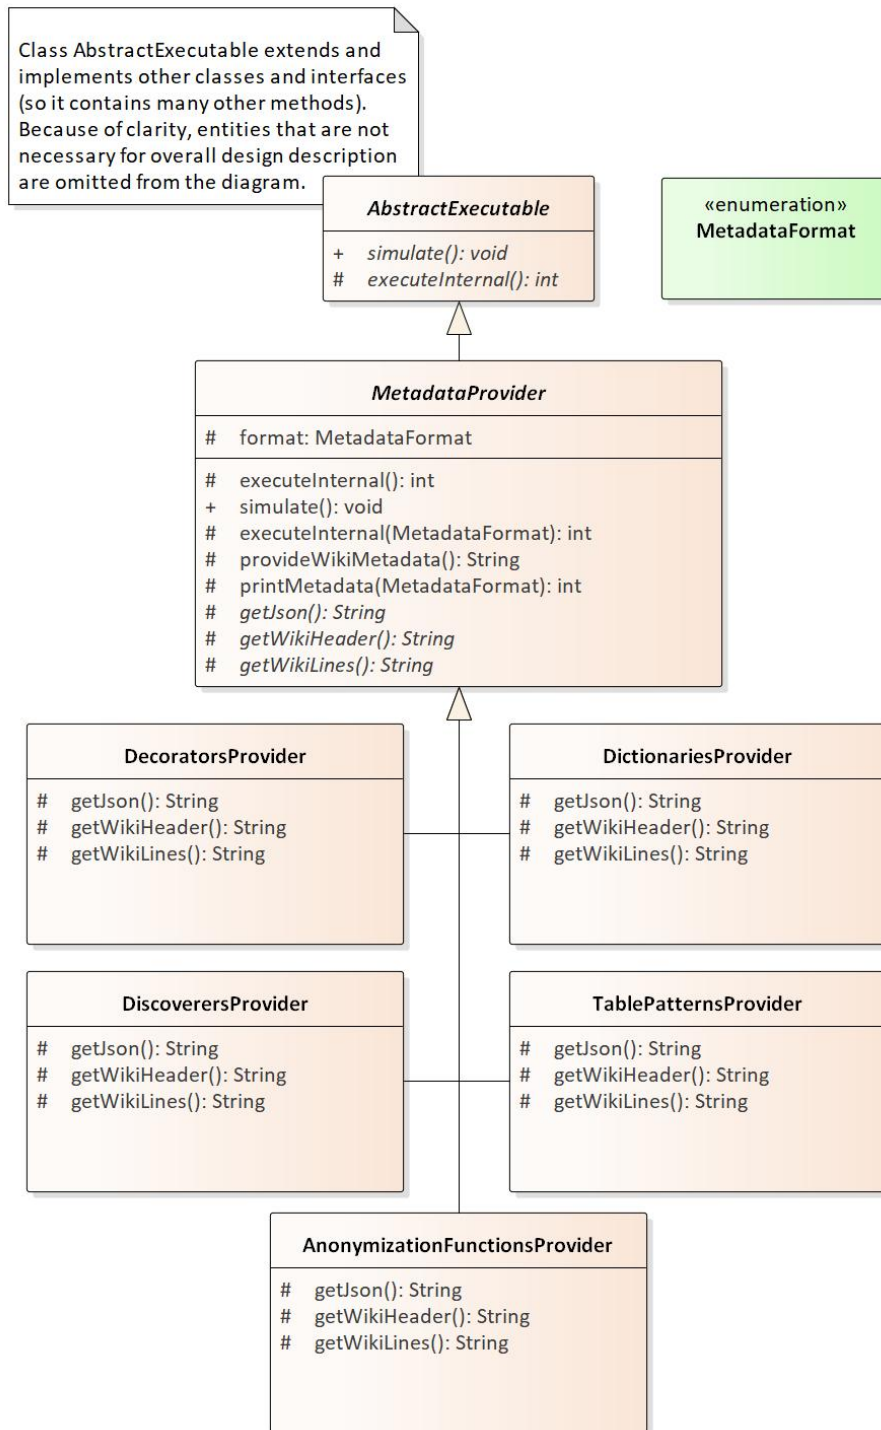 Class AbstractExecutable extends and
implements other classes and interfaces
(so it contains many other methods).
Because of clarity, entities that are not
necessary for overall design description
are omitted from the diagram.
AbstractExecutable
+ simulate(): void
# executeInternal(): int
«enumeration»
MetadataFormat
MetadataProvider
# format: MetadataFormat
# executeInternal(): int
+ simulate(): void
# executeInternal(MetadataFormat): int
# provideWikiMetadata(): String
# printMetadata(MetadataFormat): int
# getJson(): String
# getWikiHeader(): String
# getWikiLines(): String
DecoratorsProvider
# getJson(): String
# getWikiHeader(): String
# getWikiLines(): String
DictionariesProvider
# getJson(): String
# getWikiHeader(): String
# getWikiLines(): String
DiscoverersProvider
# getJson(): String
# getWikiHeader(): String
# getWikiLines(): String
TablePatternsProvider
# getJson(): String
# getWikiHeader(): String
# getWikiLines(): String
AnonymizationFunctionsProvider
# getJson(): String
# getWikiHeader(): String
# getWikiLines(): String